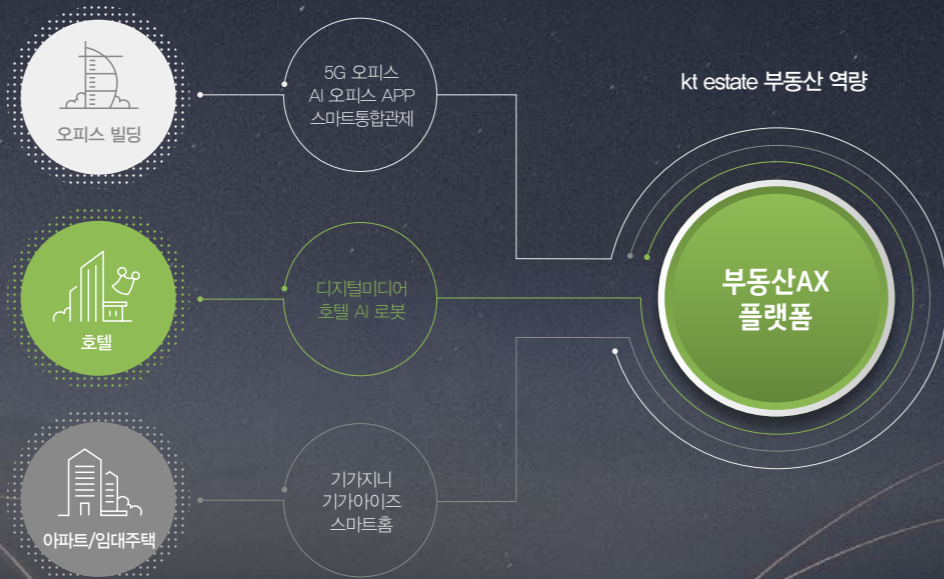 오피스 빌딩
5G 오피스
AI 오피스 APP
스마트통합관제
kt estate 부동산 역량
호텔
디지털미디어
호텔 AI 로봇
부동산AX
플랫폼
아파트/임대주택
기가지니
기가아이즈
스마트홈